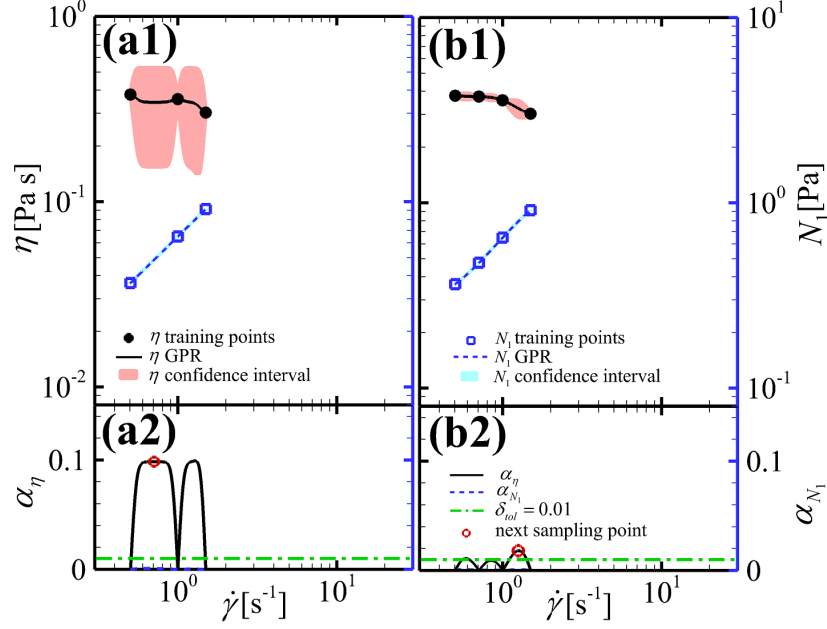 (a1)
(b1)
10⁰
10⁻¹
10⁻²
η [Pa s]
10¹
10⁰
10⁻¹
N₁ [Pa]
η training points
η GPR
η confidence interval
N₁ training points
N₁ GPR
N₁ confidence interval
(a2)
(b2)
0.1
0
α_η
0.1
0
α_N₁
α_η
α_N₁
δ_tol = 0.01
next sampling point
10⁰
10¹
10⁰
10¹
γ̇ [s⁻¹]
γ̇ [s⁻¹]